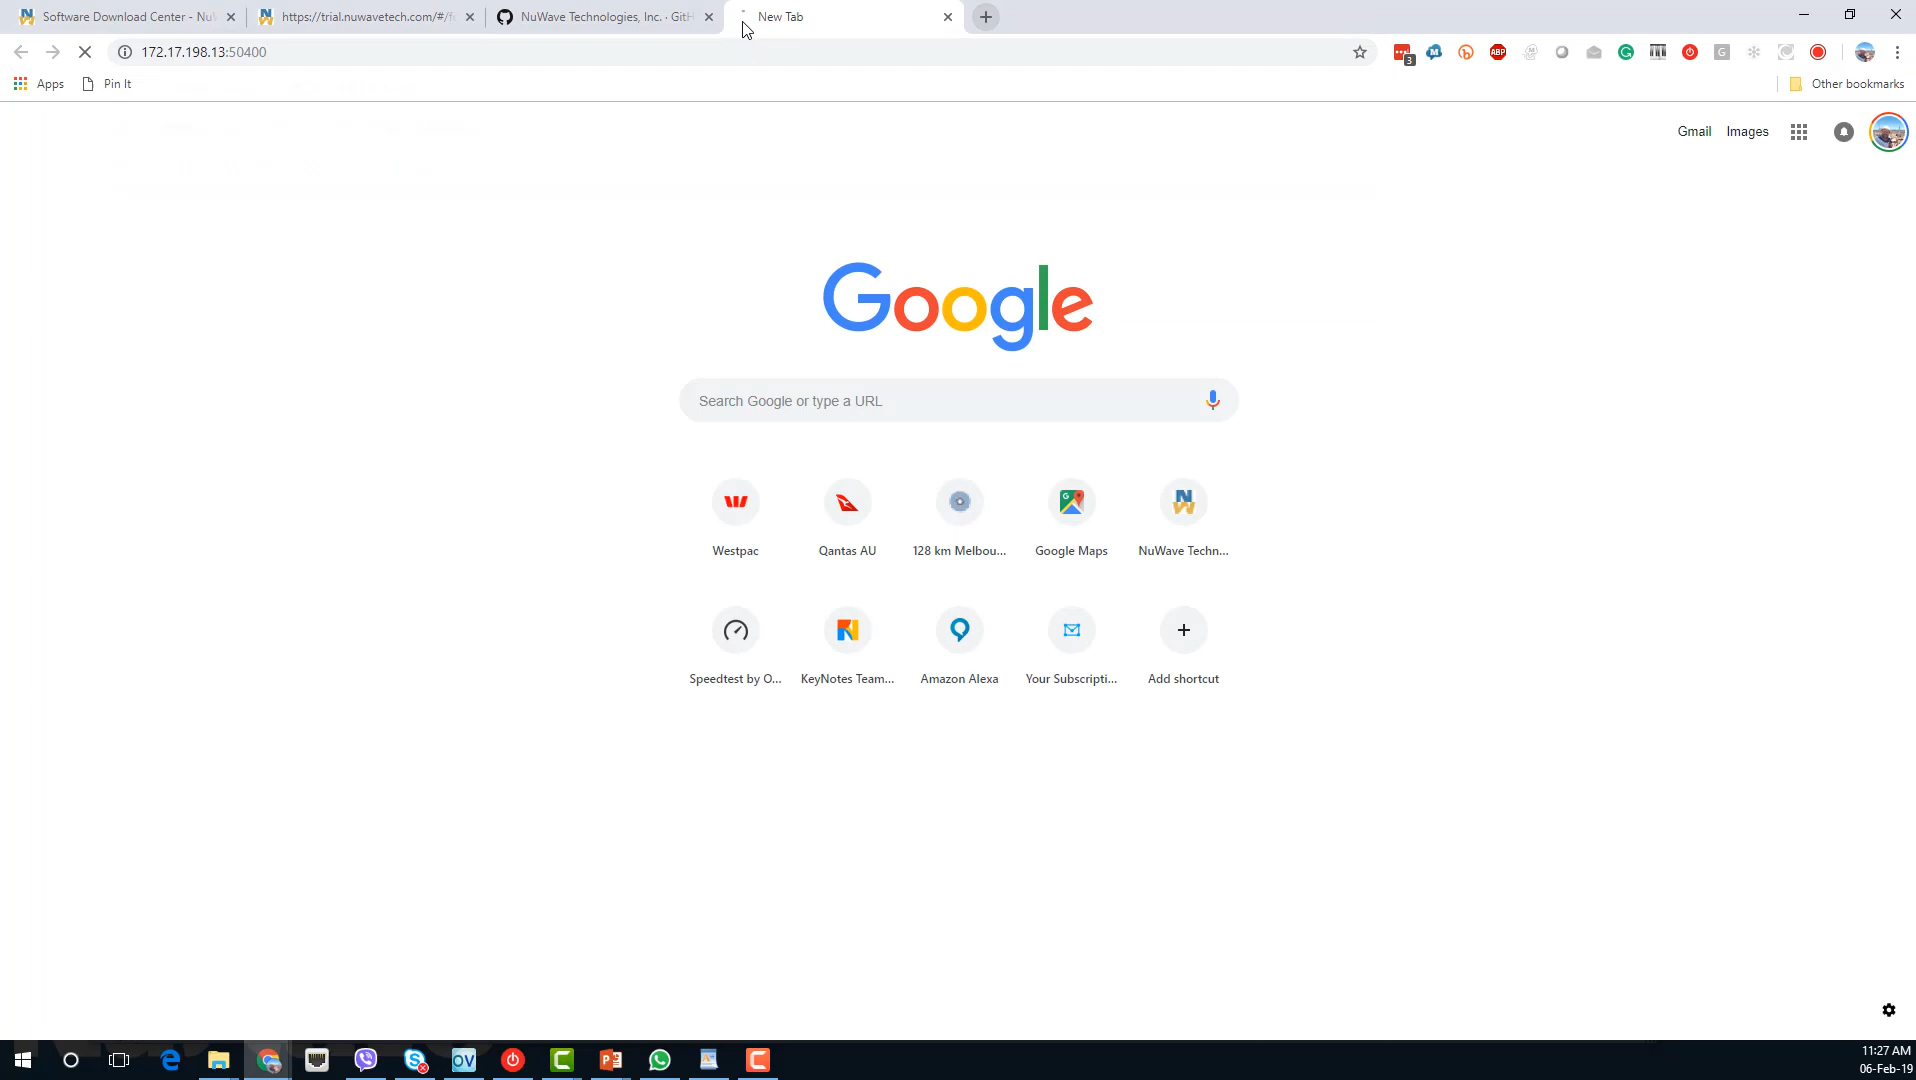 Software Download Center - Nu
https://trial.nuwavetech.com/#/f
NuWave Technologies, Inc. · Git
New Tab
172.17.198.13:50400
3
Apps
Pin It
Other bookmarks
Gmail
Images
Google
Search Google or type a URL
Westpac
Qantas AU
128 km Melbou...
Google Maps
NuWave Techn...
Speedtest by O...
KeyNotes Team...
Amazon Alexa
Your Subscripti...
Add shortcut
11:27 AM
06-Feb-19